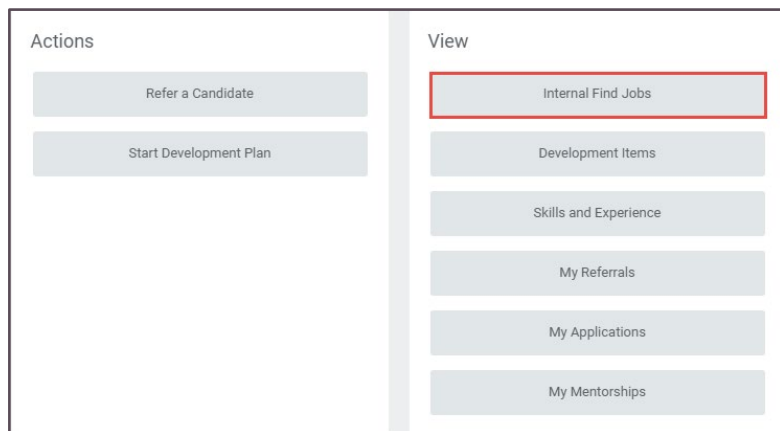 Actions
Refer a Candidate
Start Development Plan
View
Internal Find Jobs
Development Items
Skills and Experience
My Referrals
My Applications
My Mentorships